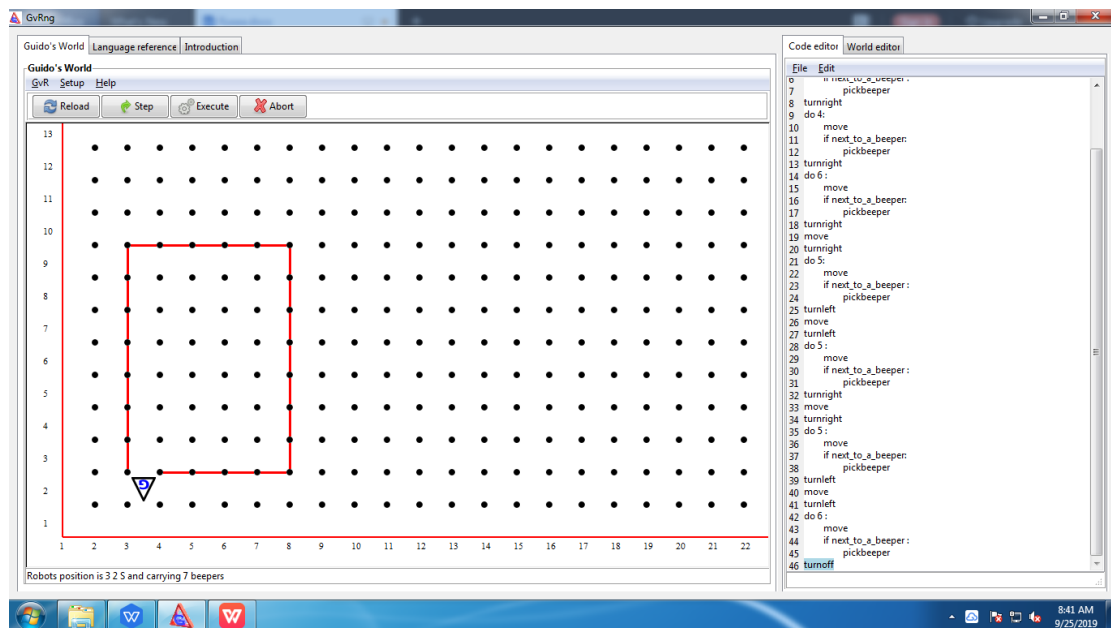 GvRng
Guido's World Language reference Introduction
Guido's World
GvR Setup Help
Reload Step Execute Abort
13
12
11
10
9
8
7
6
5
4
3
2
1
G
1 2 3 4 5 6 7 8 9 10 11 12 13 14 15 16 17 18 19 20 21 22
Robots position is 3 2 S and carrying 7 beepers
Code editor World editor
File Edit
6 if next_to_a_beeper :
7 pickbeeper
8 turnright
9 do 4:
10 move
11 if next_to_a_beeper:
12 pickbeeper
13 turnright
14 do 6 :
15 move
16 if next_to_a_beeper:
17 pickbeeper
18 turnright
19 move
20 turnright
21 do 5:
22 move
23 if next_to_a_beeper :
24 pickbeeper
25 turnleft
26 move
27 turnleft
28 do 5 :
29 move
30 if next_to_a_beeper :
31 pickbeeper
32 turnright
33 move
34 turnright
35 do 5 :
36 move
37 if next_to_a_beeper:
38 pickbeeper
39 turnleft
40 move
41 turnleft
42 do 6 :
43 move
44 if next_to_a_beeper :
45 pickbeeper
46 turnoff
8:41 AM
9/25/2019